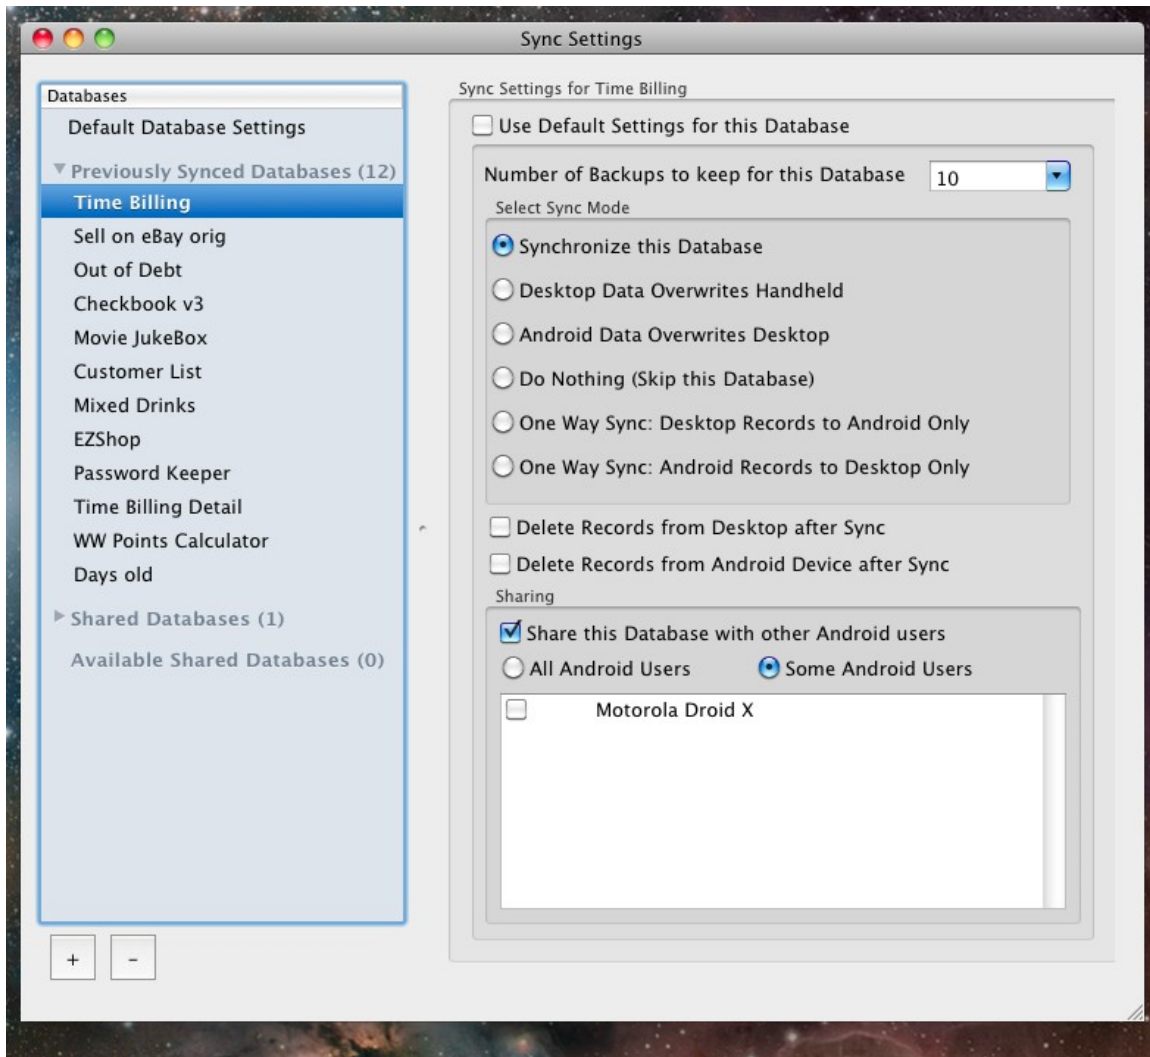 Sync Settings
Databases
Default Database Settings
Previously Synced Databases (12)
Time Billing
Sell on eBay orig
Out of Debt
Checkbook v3
Movie JukeBox
Customer List
Mixed Drinks
EZShop
Password Keeper
Time Billing Detail
WW Points Calculator
Days old
Shared Databases (1)
Available Shared Databases (0)
+ -
Sync Settings for Time Billing
Use Default Settings for this Database
Number of Backups to keep for this Database 10
Select Sync Mode
Synchronize this Database
Desktop Data Overwrites Handheld
Android Data Overwrites Desktop
Do Nothing (Skip this Database)
One Way Sync: Desktop Records to Android Only
One Way Sync: Android Records to Desktop Only
Delete Records from Desktop after Sync
Delete Records from Android Device after Sync
Sharing
Share this Database with other Android users
All Android Users Some Android Users
Motorola Droid X